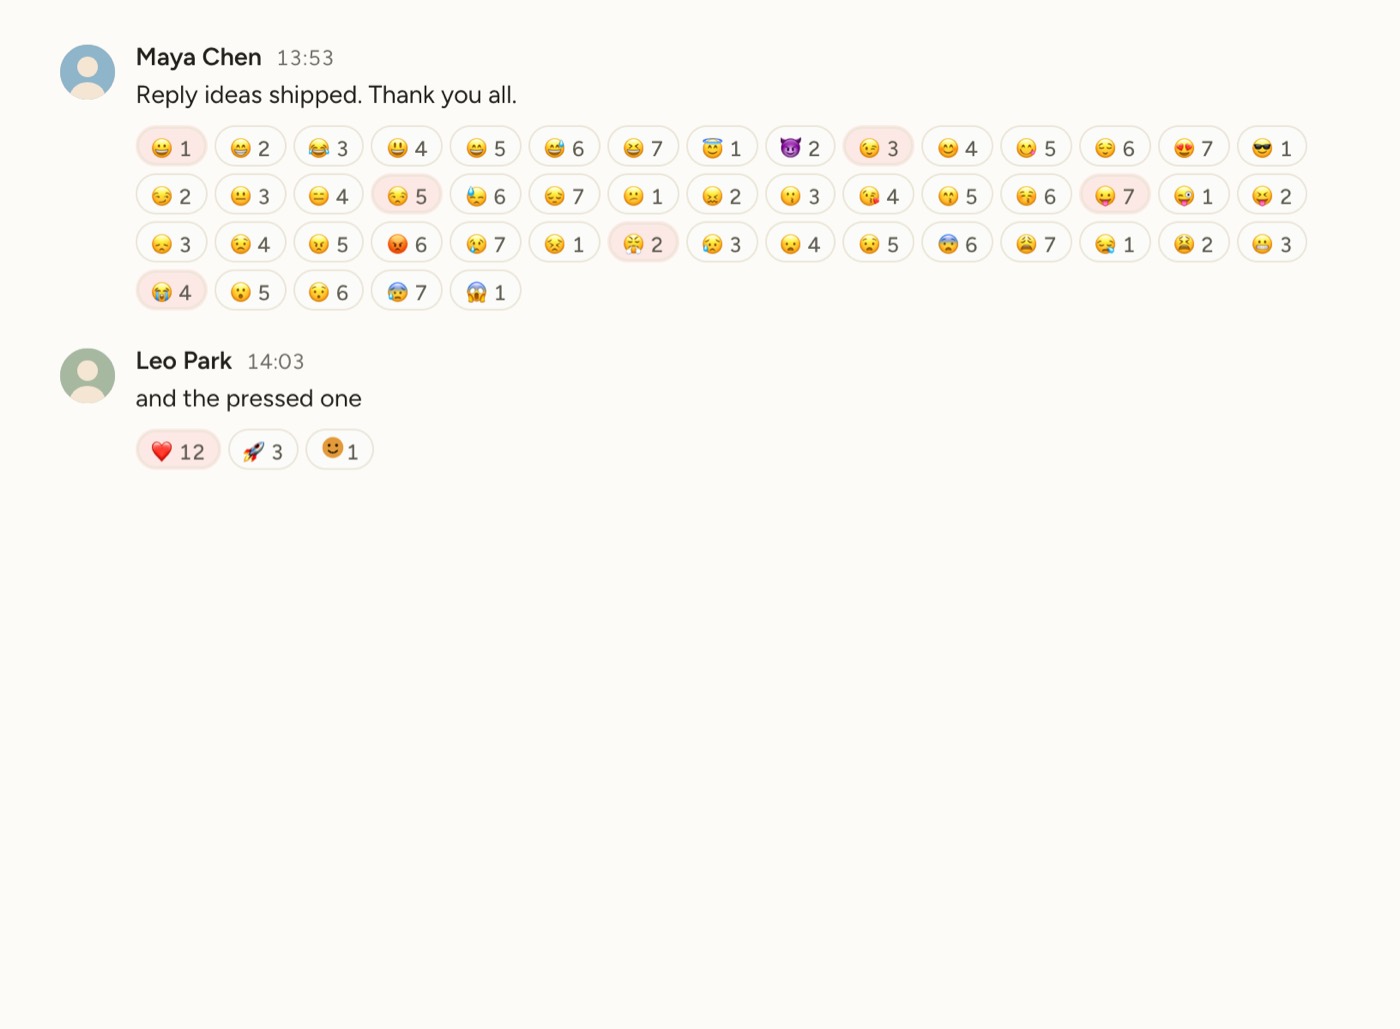 Maya Chen 13:53
Reply ideas shipped. Thank you all.
😀 1 😁 2 😂 3 😃 4 😄 5 😅 6 😆 7 😇 1 😈 2 😉 3 😊 4 😋 5 😌 6 😍 7 😎 1
😏 2 😐 3 😑 4 😒 5 😓 6 😔 7 😕 1 😖 2 😗 3 😘 4 😙 5 😚 6 😛 7 😜 1 😝 2
😞 3 😟 4 😠 5 😡 6 😢 7 😣 1 😤 2 😥 3 😦 4 😧 5 😨 6 😩 7 😪 1 😫 2 😬 3
😭 4 😮 5 😯 6 😰 7 😱 1
Leo Park 14:03
and the pressed one
❤️ 12 🚀 3 🙂 1